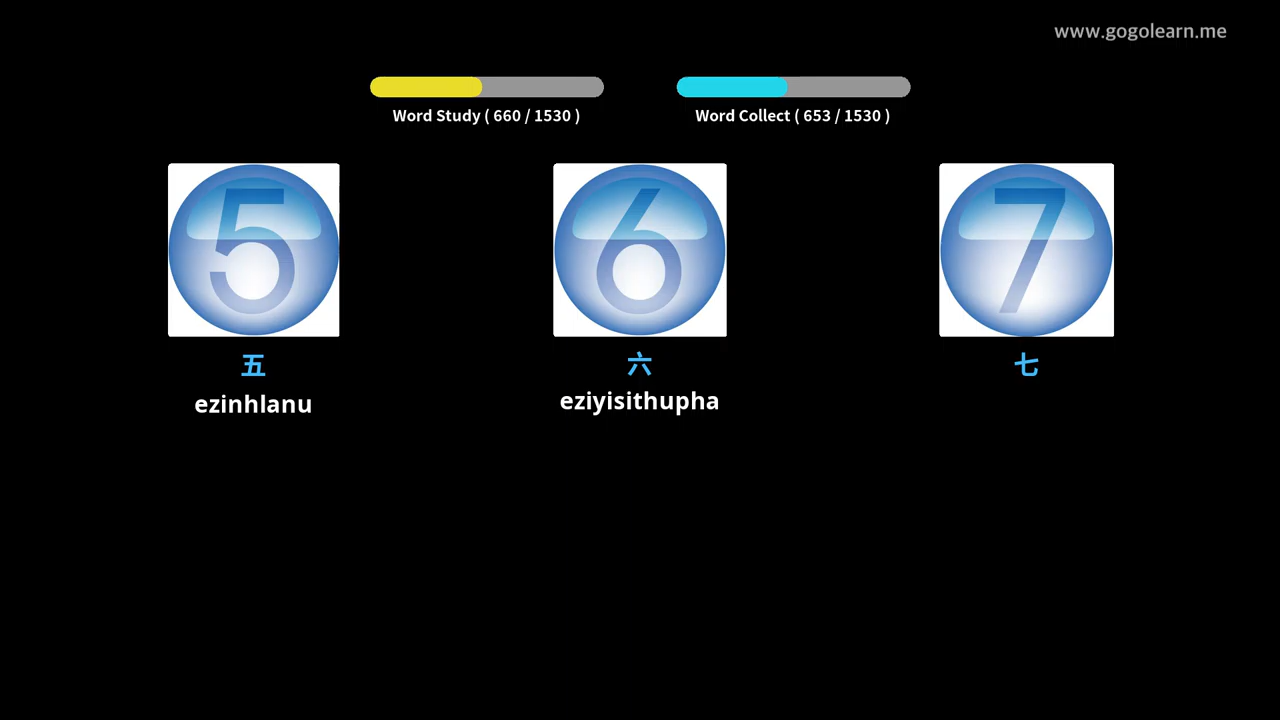 www.gogolearn.me
Word Study ( 660 / 1530 )
Word Collect ( 653 / 1530 )
5
6
7
五
六
七
ezinhlanu
eziyisithupha